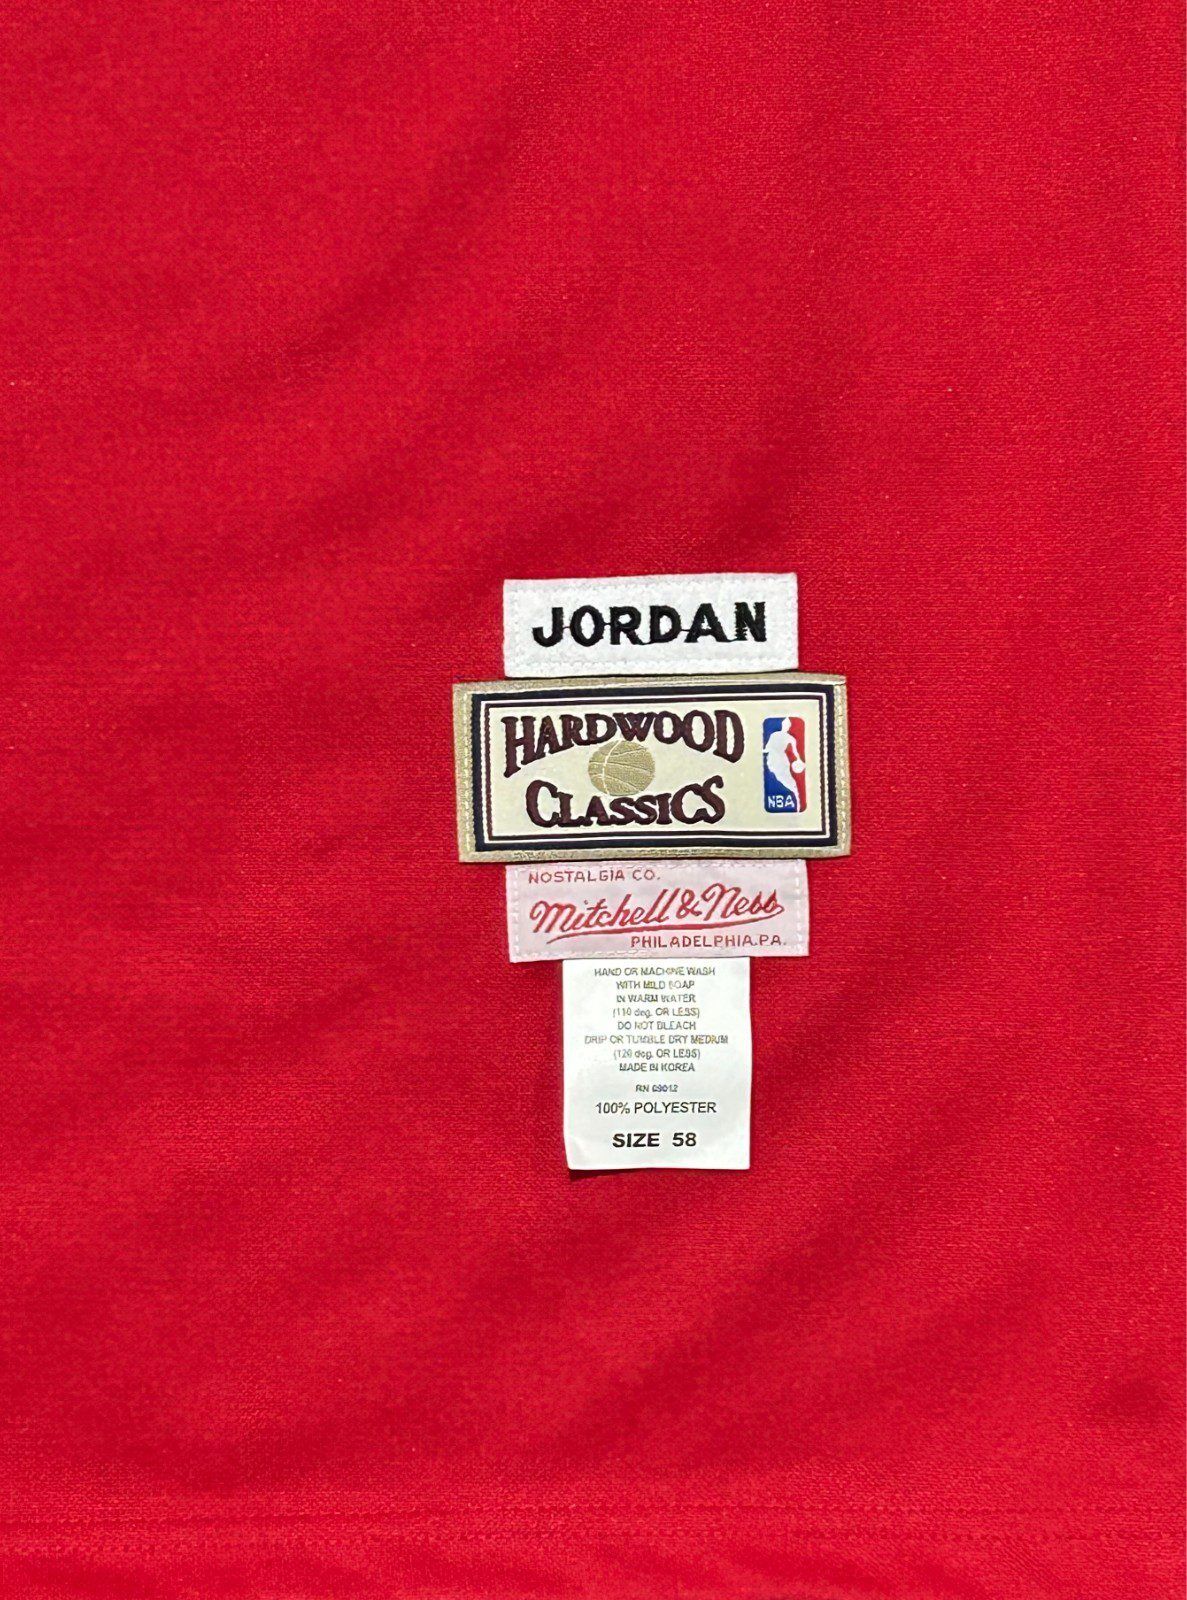 JORDAN
HARDWOOD
CLASSICS
NBA
NOSTALGIA CO.
Mitchell & Ness
PHILADELPHIA.PA.
HAND OR MACHINE WASH
WITH MILD SOAP
IN WARM WATER
(110 deg. OR LESS)
DO NOT BLEACH
DRIP OR TUMBLE DRY MEDIUM
(120 deg. OR LESS)
MADE IN KOREA
RN
100% POLYESTER
SIZE 58